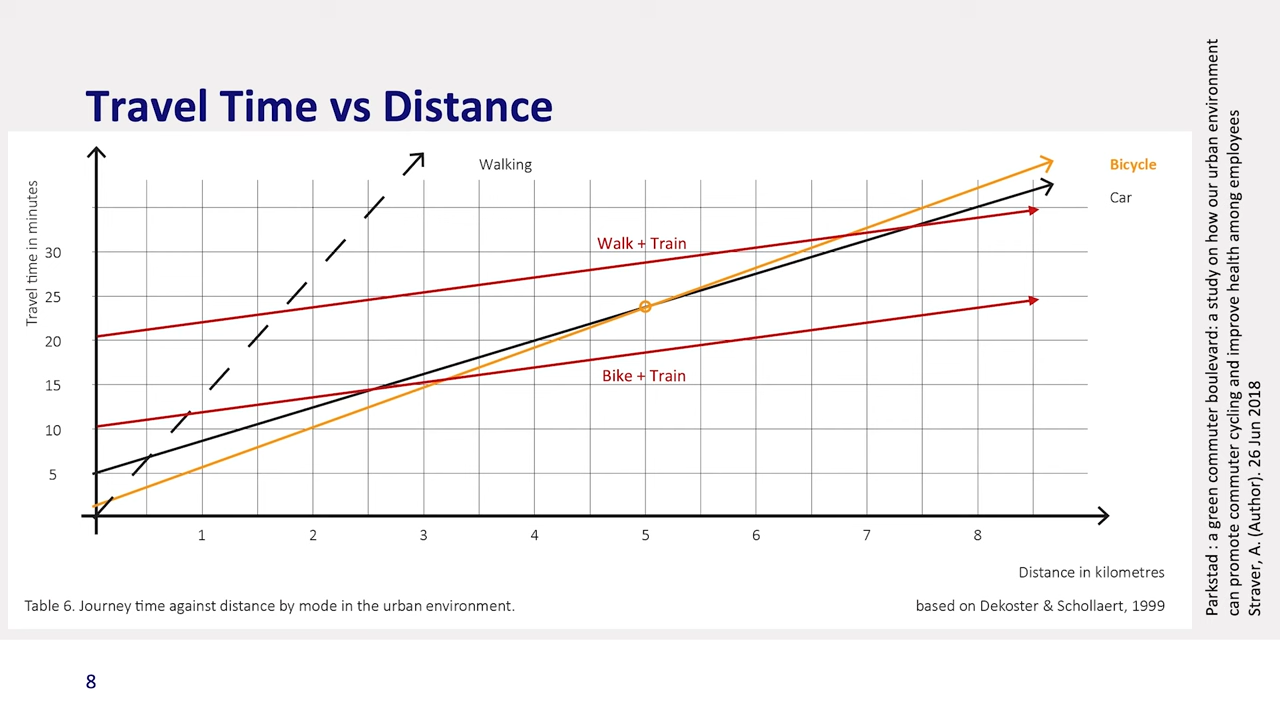 Travel Time vs Distance
Walking
Bicycle
Car
Travel time in minutes
Walk + Train
30
25
20
Bike + Train
15
10
5
1 2 3 4 5 6 7 8
Distance in kilometres
Table 6. Journey time against distance by mode in the urban environment.
based on Dekoster & Schollaert, 1999
Parkstad : a green commuter boulevard: a study on how our urban environment
can promote commuter cycling and improve health among employees
Straver, A. (Author). 26 Jun 2018
8